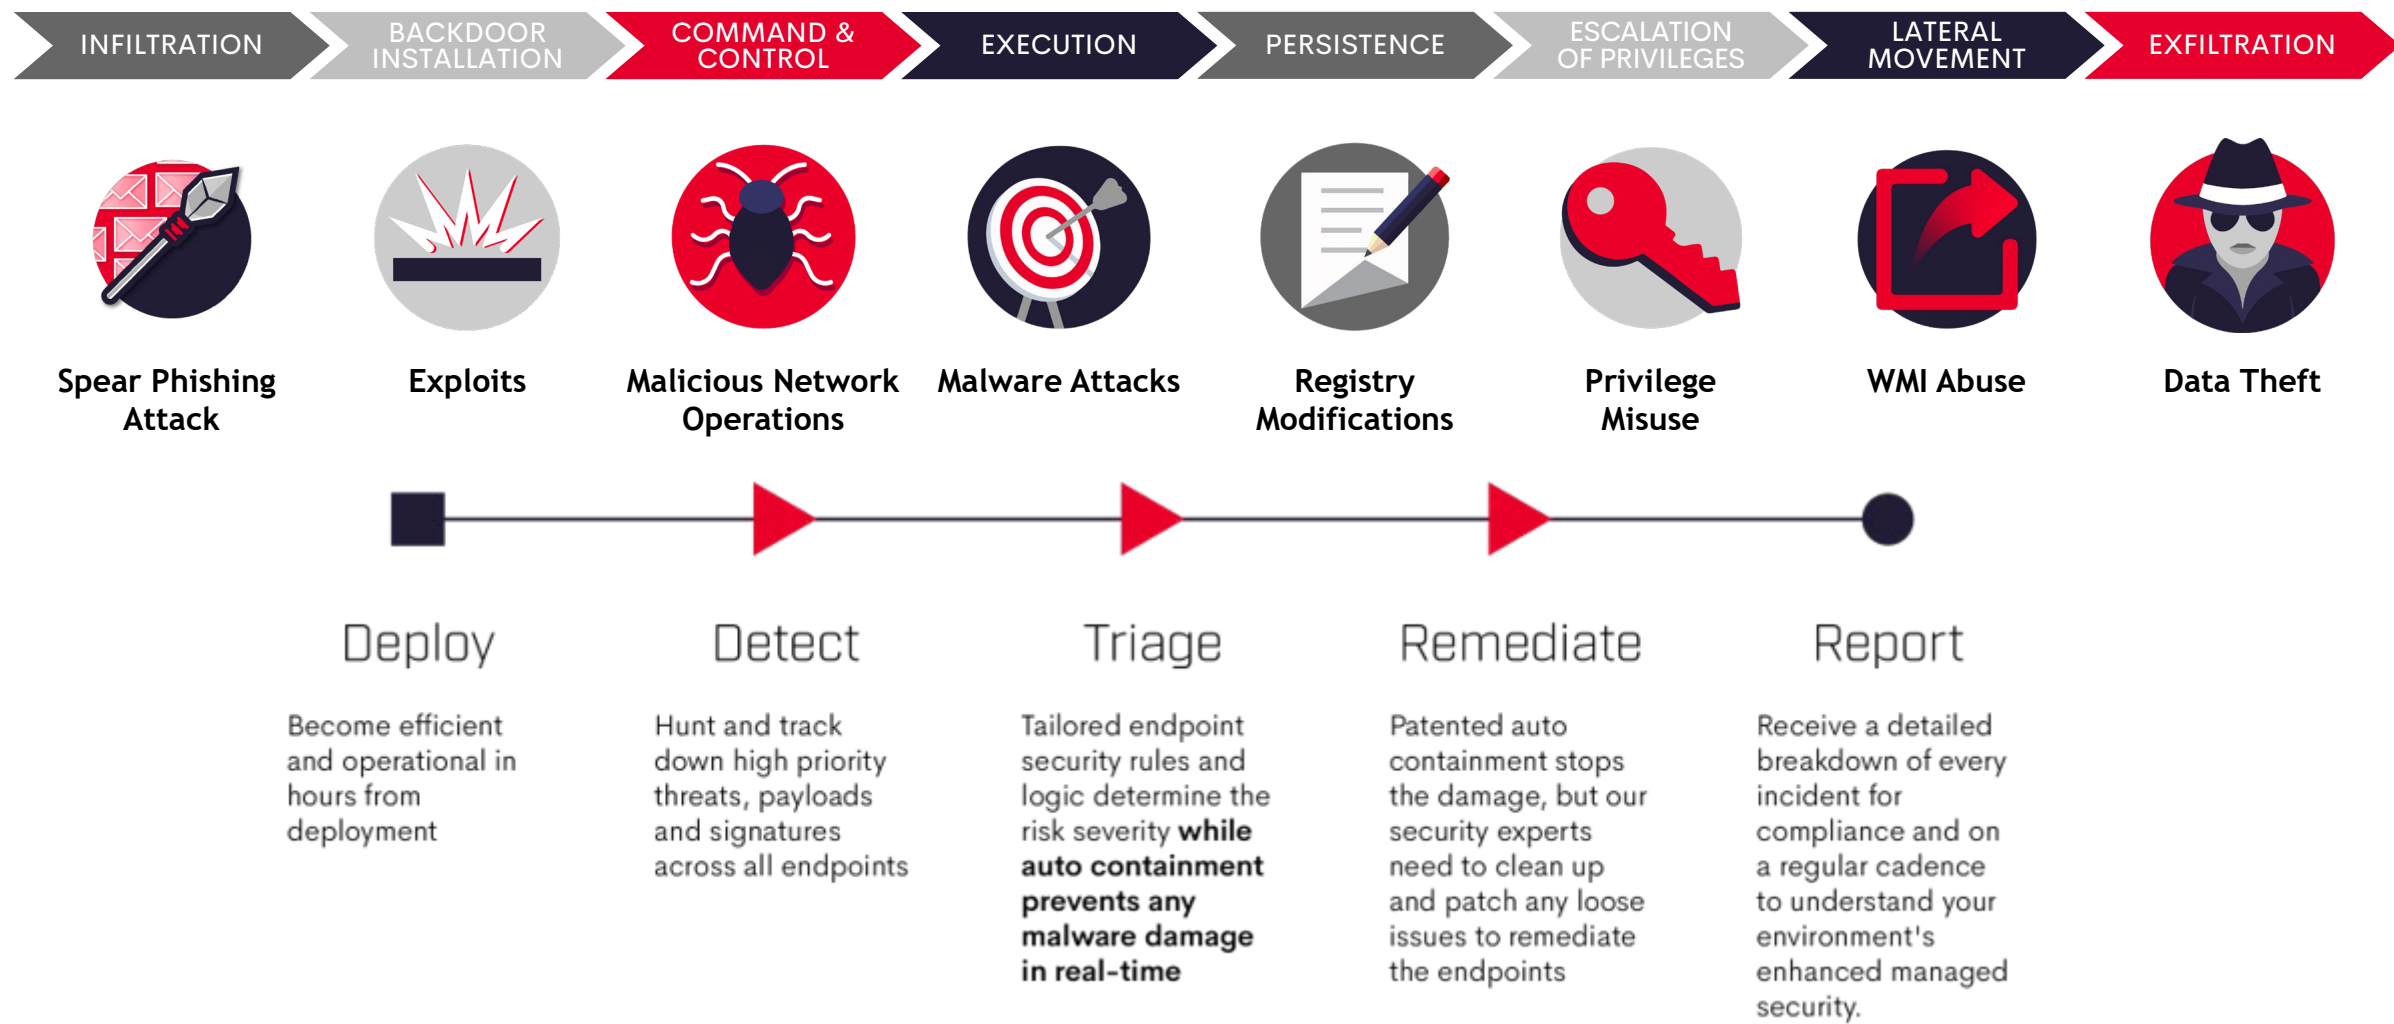 INFILTRATION
BACKDOOR
INSTALLATION
COMMAND &
CONTROL
EXECUTION
PERSISTENCE
ESCALATION
OF PRIVILEGES
LATERAL
MOVEMENT
EXFILTRATION
Spear Phishing
Attack
Exploits
Malicious Network
Operations
Malware Attacks
Registry
Modifications
Privilege
Misuse
WMI Abuse
Data Theft
Deploy
Become efficient
and operational in
hours from
deployment
Detect
Hunt and track
down high priority
threats, payloads
and signatures
across all endpoints
Triage
Tailored endpoint
security rules and
logic determine the
risk severity while
auto containment
prevents any
malware damage
in real-time
Remediate
Patented auto
containment stops
the damage, but our
security experts
need to clean up
and patch any loose
issues to remediate
the endpoints
Report
Receive a detailed
breakdown of every
incident for
compliance and on
a regular cadence
to understand your
environment's
enhanced managed
security.